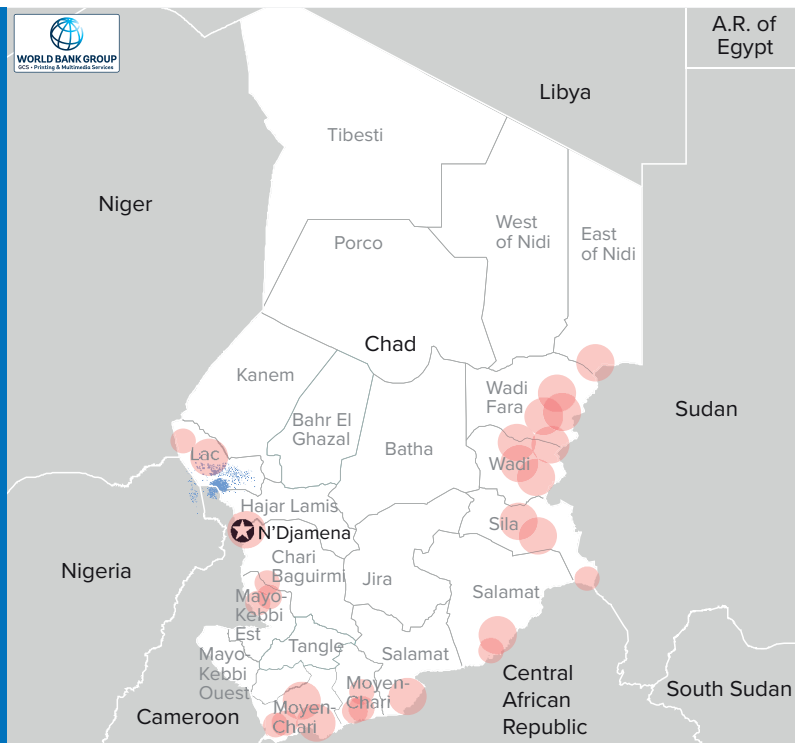 WORLD BANK GROUP
GCS • Printing & Multimedia Services
A.R. of
Egypt
Libya
Tibesti
Niger
West
of Nidi
East
of Nidi
Porco
Chad
Kanem
Wadi
Fara
Sudan
Bahr El
Ghazal
Batha
Lac
Wadi
Hajar Lamis
N'Djamena
Sila
Chari
Baguirmi
Nigeria
Jira
Salamat
Mayo-
Kebbi
Est
Tangle
Salamat
Mayo-
Kebbi
Ouest
Central
African
Republic
South Sudan
Moyen-
Chari
Moyen-
Chari
Cameroon